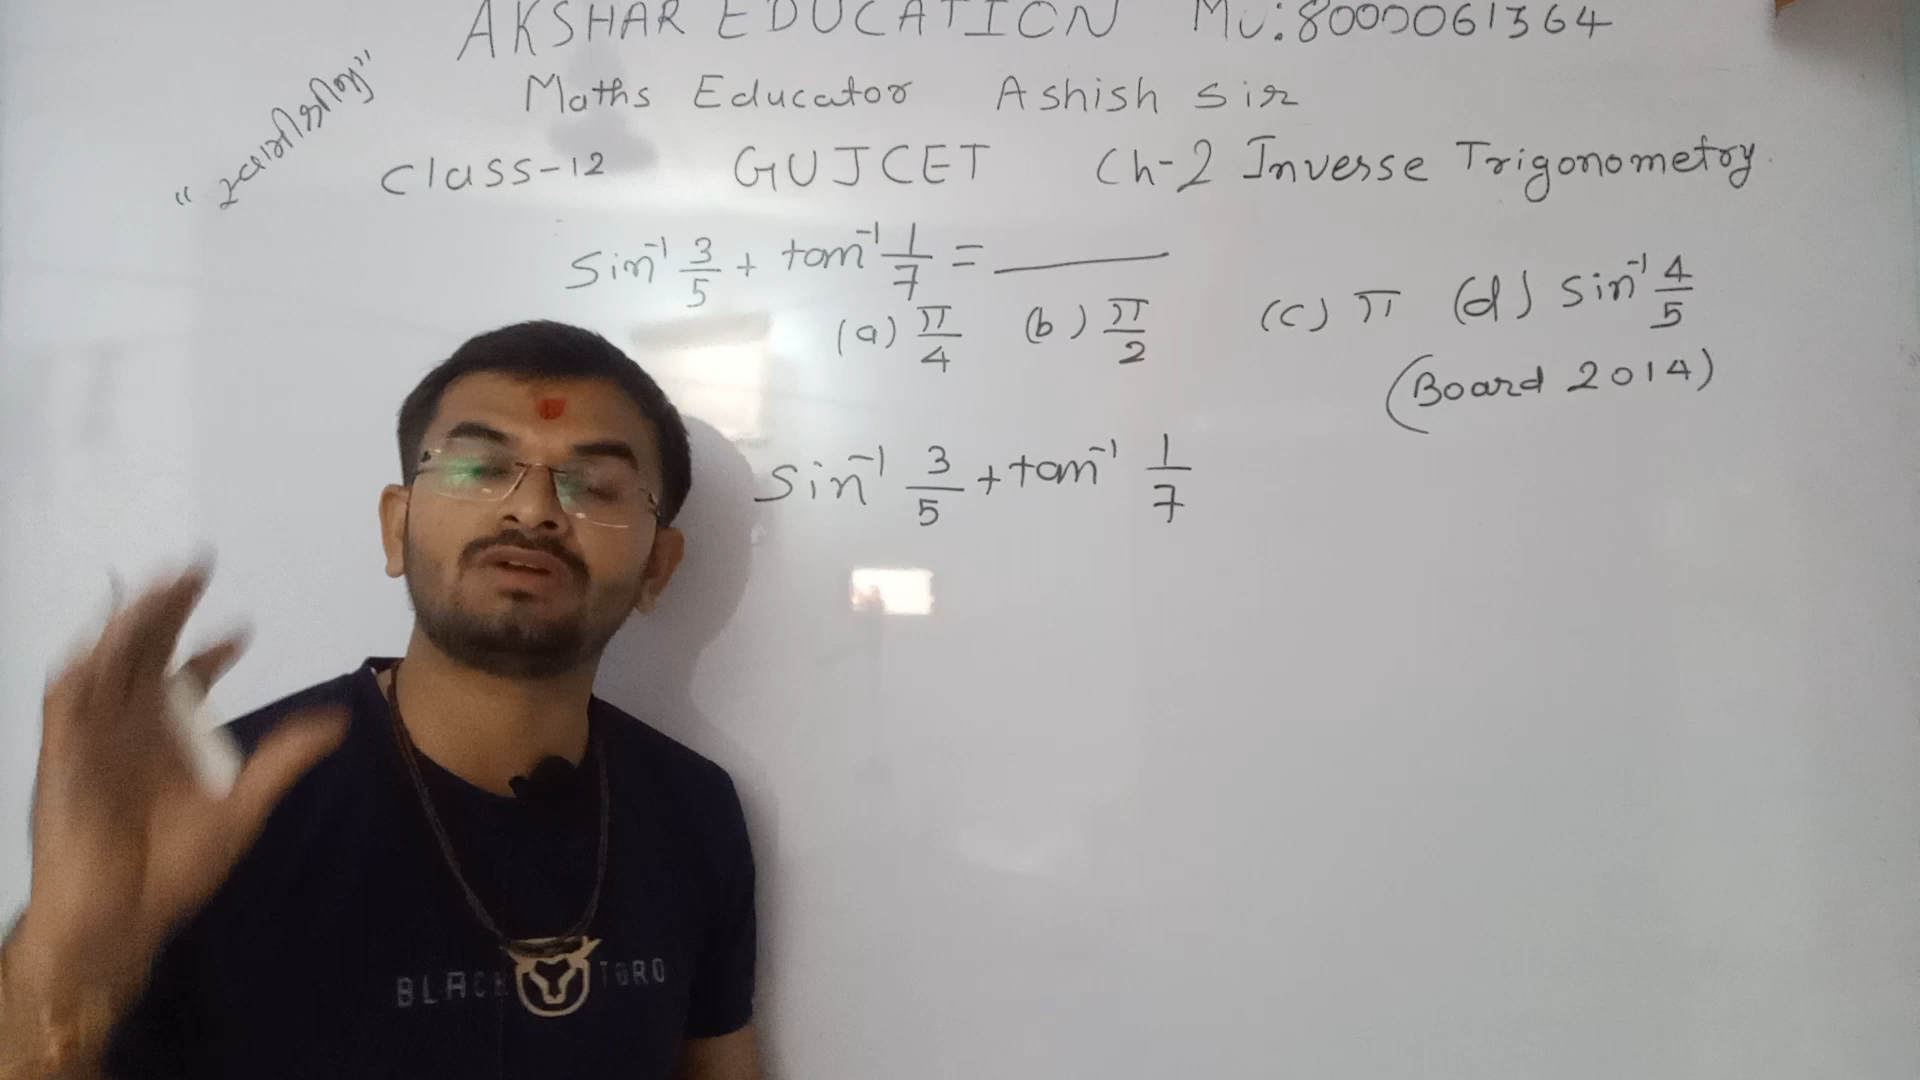 AKSHAR EDUCATION MO:8000061364
Maths Educator Ashish sir
"સ્વામીશ્રીજી"
Class-12 GUJCET Ch-2 Inverse Trigonometry.
Sin⁻¹ 3/5 + tan⁻¹ 1/7 = ______
(a) π/4 (b) π/2 (c) π (d) Sin⁻¹ 4/5
(Board 2014)
Sin⁻¹ 3/5 + tan⁻¹ 1/7
BLACK TORO